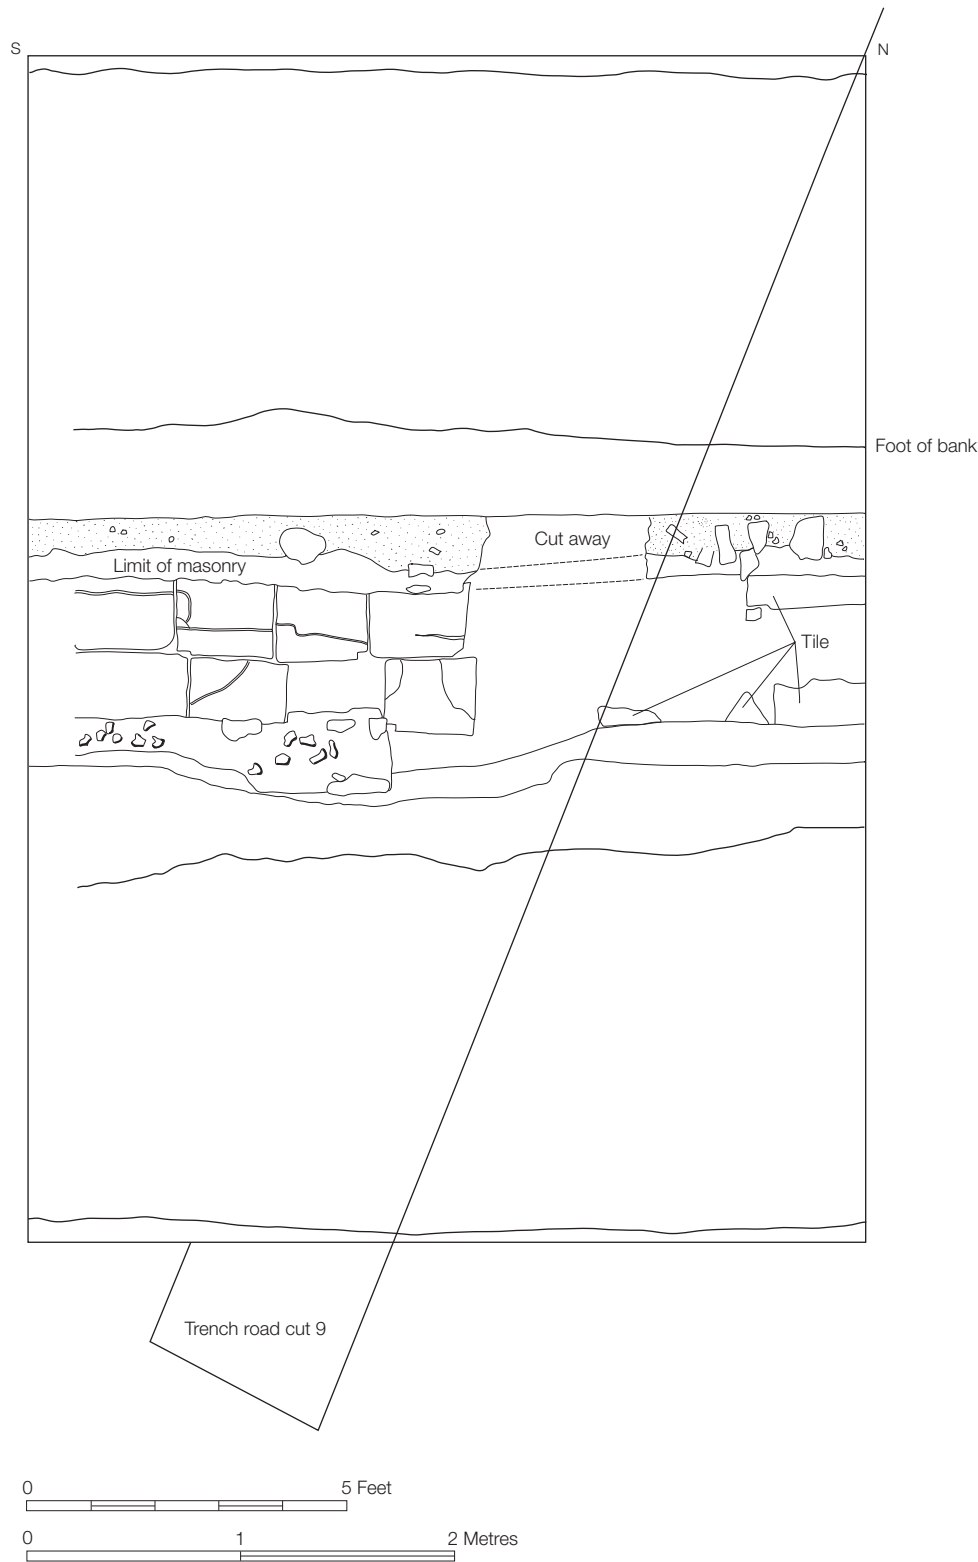 S
N
Foot of bank
Cut away
Limit of masonry
Tile
Trench road cut 9
0 5 Feet
0 1 2 Metres